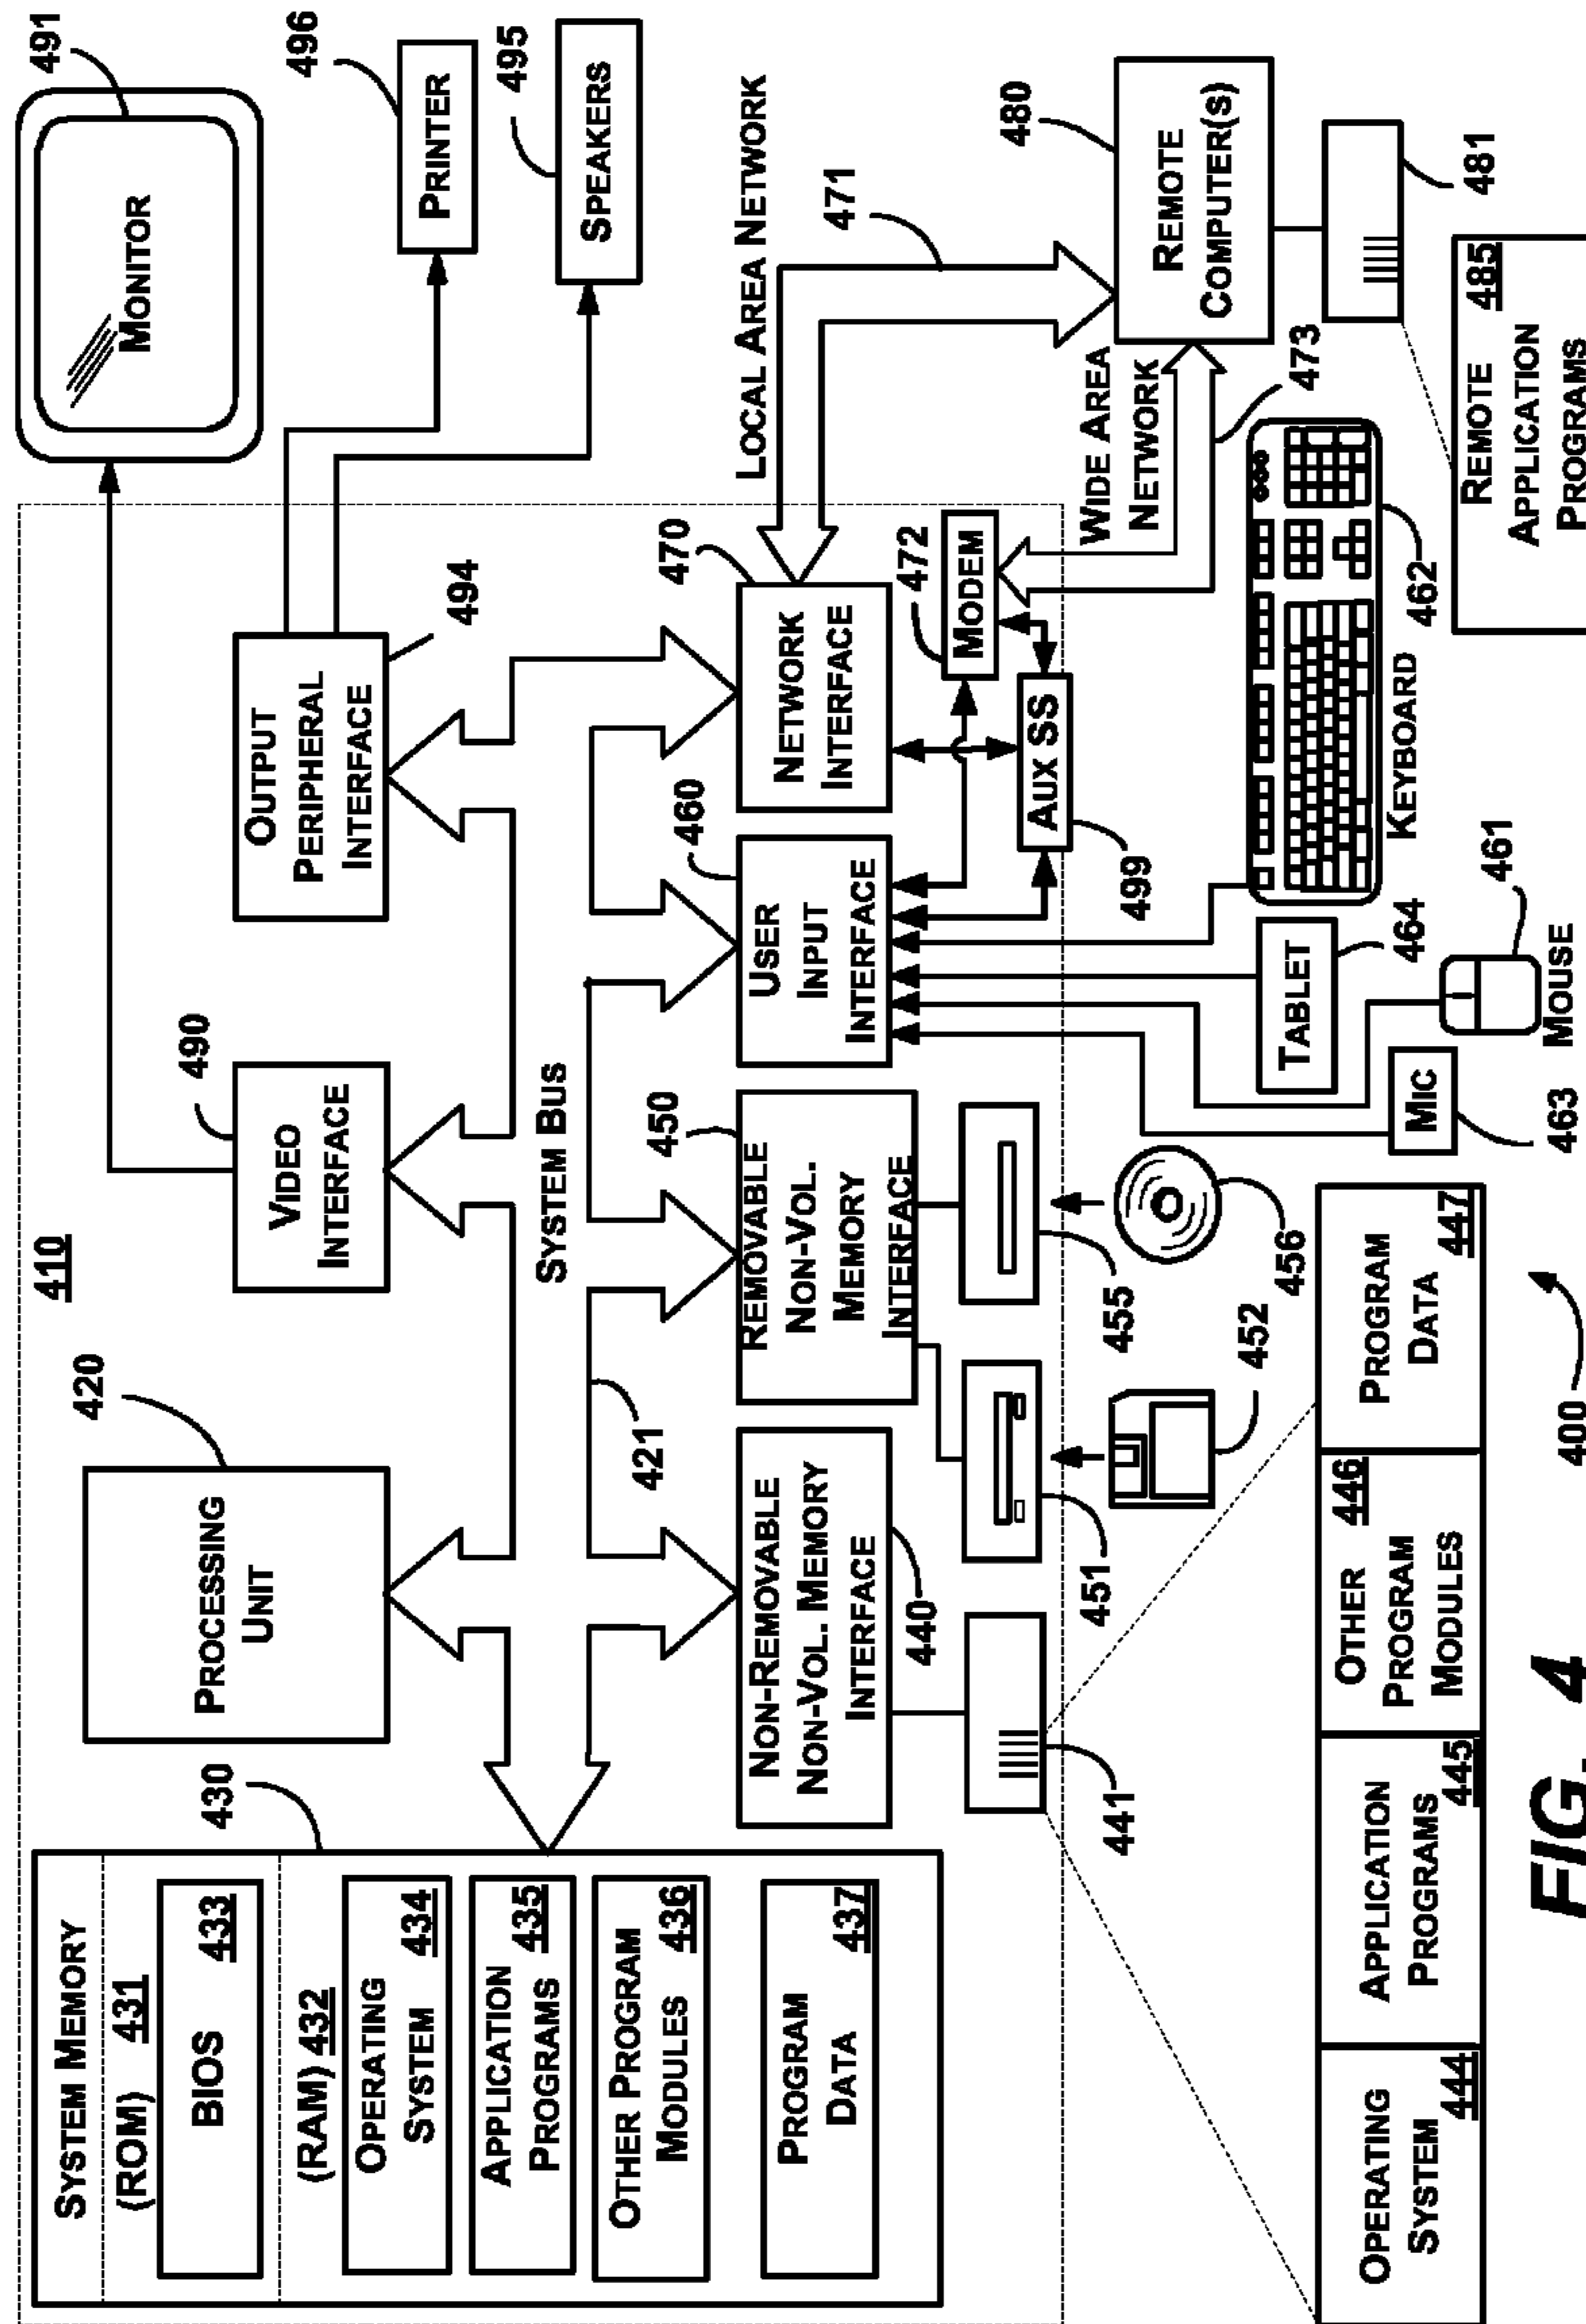 SYSTEM MEMORY
(ROM) 431
BIOS 433
(RAM) 432
OPERATING
SYSTEM 434
APPLICATION
PROGRAMS 435
OTHER PROGRAM
MODULES 436
PROGRAM
DATA 437
430
PROCESSING
UNIT
420
410
VIDEO
INTERFACE
490
OUTPUT
PERIPHERAL
INTERFACE
494
MONITOR
491
PRINTER
496
SPEAKERS
495
SYSTEM BUS
421
NON-REMOVABLE
NON-VOL. MEMORY
INTERFACE
440
REMOVABLE
NON-VOL.
MEMORY
INTERFACE
450
USER
INPUT
INTERFACE
460
NETWORK
INTERFACE
470
LOCAL AREA NETWORK
471
MODEM
472
AUX SS
499
WIDE AREA
NETWORK
473
REMOTE
COMPUTER(S)
480
481
441
451
455
452
456
MIC
463
TABLET
464
MOUSE
461
KEYBOARD
462
REMOTE 485
APPLICATION
PROGRAMS
OPERATING
SYSTEM 444
APPLICATION
PROGRAMS 445
OTHER 446
PROGRAM
MODULES
PROGRAM
DATA 447
400
FIG. 4